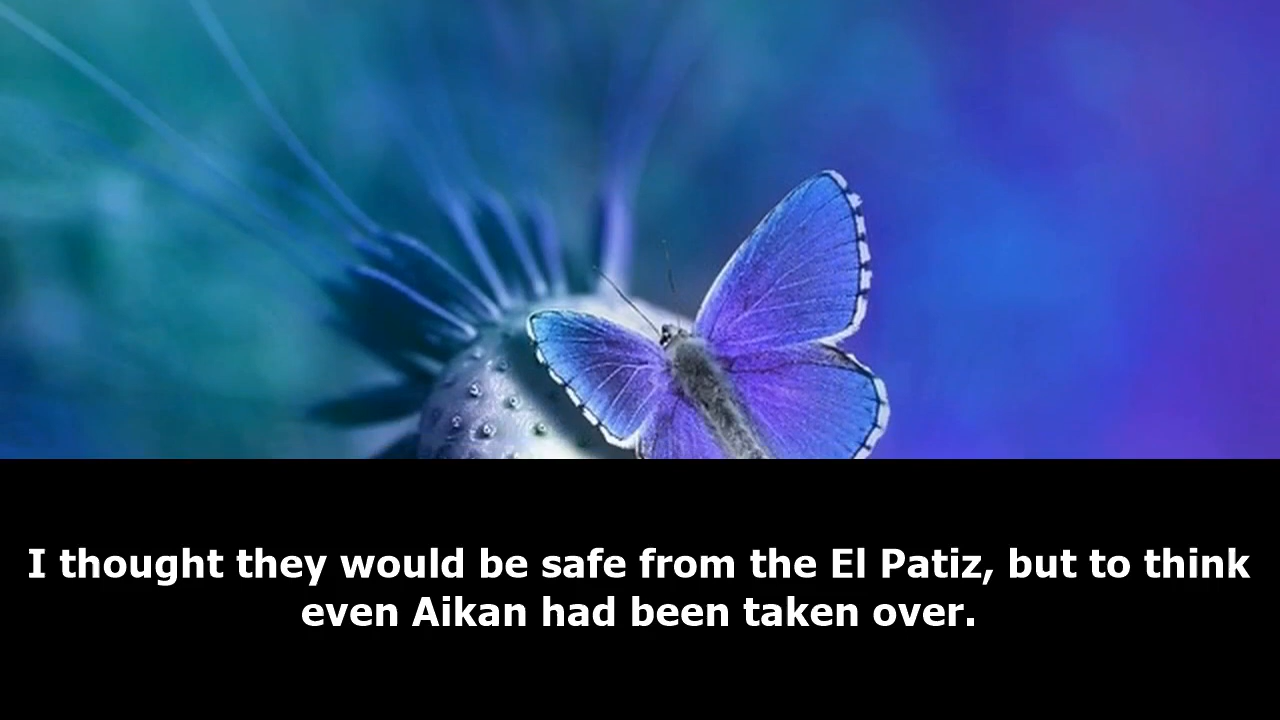 I thought they would be safe from the El Patiz, but to think
even Aikan had been taken over.